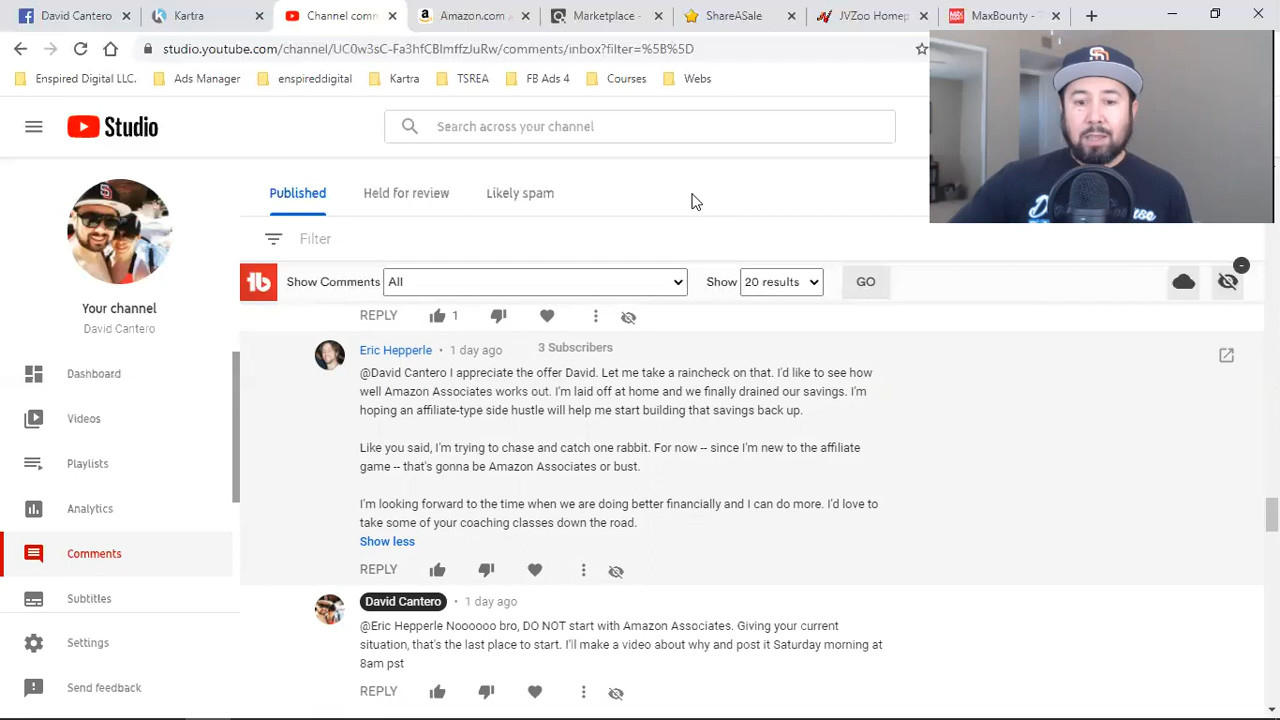 David Cantero
Kartra
Channel comm
Amazon.com
Marketplace -
ShareASale
JVZoo Homep
MaxBounty -
studio.youtube.com/channel/UC0w3sC-Fa3hfCBlmffzJuRw/comments/inbox?filter=%5B%5D
Enspired Digital LLC. Ads Manager enspireddigital Kartra TSREA FB Ads 4 Courses Webs
Studio
Search across your channel
Published Held for review Likely spam
Filter
Show Comments All Show 20 results GO
REPLY 1
Eric Hepperle • 1 day ago 3 Subscribers
@David Cantero I appreciate the offer David. Let me take a raincheck on that. I'd like to see how
well Amazon Associates works out. I'm laid off at home and we finally drained our savings. I'm
hoping an affiliate-type side hustle will help me start building that savings back up.
Like you said, I'm trying to chase and catch one rabbit. For now -- since I'm new to the affiliate
game -- that's gonna be Amazon Associates or bust.
I'm looking forward to the time when we are doing better financially and I can do more. I'd love to
take some of your coaching classes down the road.
Show less
REPLY
David Cantero • 1 day ago
@Eric Hepperle Noooooo bro, DO NOT start with Amazon Associates. Giving your current
situation, that's the last place to start. I'll make a video about why and post it Saturday morning at
8am pst
REPLY
Your channel
David Cantero
Dashboard
Videos
Playlists
Analytics
Comments
Subtitles
Settings
Send feedback